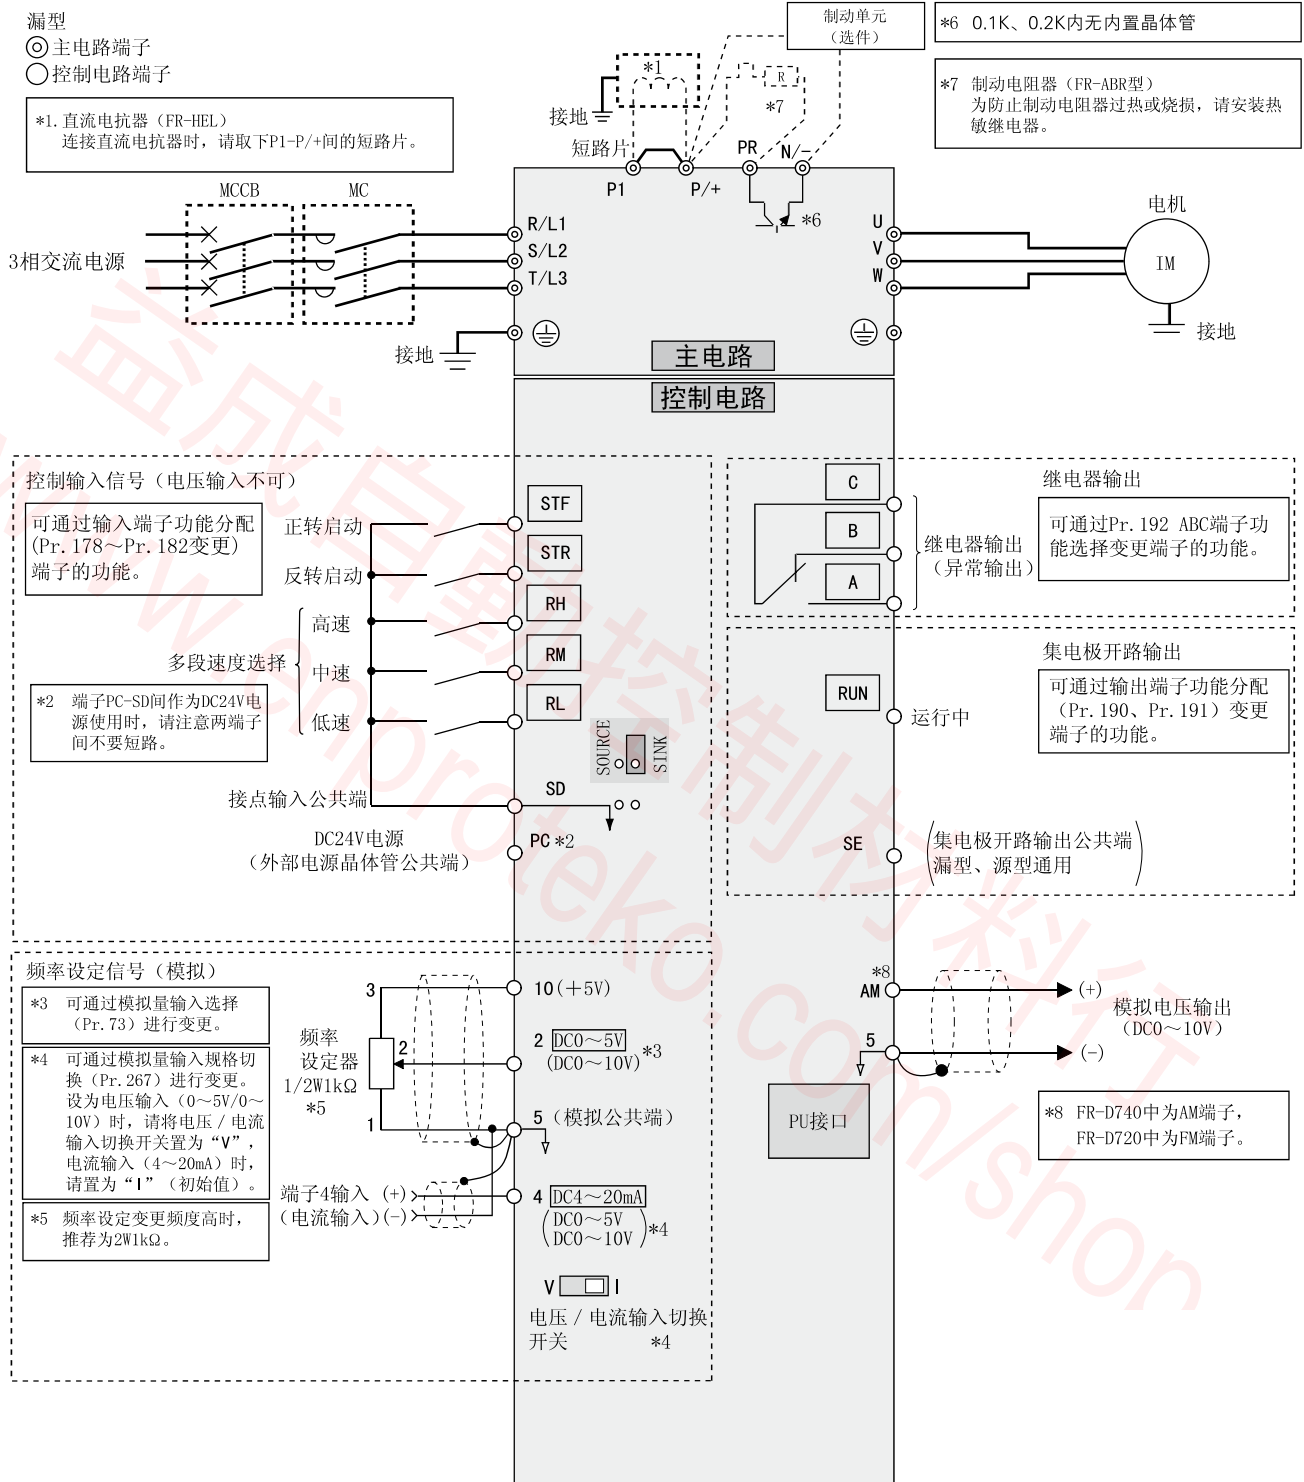 漏型
主电路端子
控制电路端子
*1.直流电抗器（FR-HEL）
连接直流电抗器时，请取下P1-P/+间的短路片。
制动单元
（选件）
*6 0.1K、0.2K内无内置晶体管
*7 制动电阻器（FR-ABR型）
为防止制动电阻器过热或烧损，请安装热
敏继电器。
*1
R
*7
接地
短路片
P1
P/+
PR
N/-
*6
MCCB
MC
3相交流电源
R/L1
S/L2
T/L3
接地
U
V
W
电机
IM
接地
主电路
控制电路
控制输入信号（电压输入不可）
可通过输入端子功能分配
(Pr.178～Pr.182变更)
端子的功能。
正转启动
反转启动
多段速度选择
高速
中速
低速
STF
STR
RH
RM
RL
*2 端子PC-SD间作为DC24V电
源使用时，请注意两端子
间不要短路。
SOURCE
SINK
接点输入公共端
SD
DC24V电源
（外部电源晶体管公共端）
PC *2
C
B
A
继电器输出
（异常输出）
继电器输出
可通过Pr.192 ABC端子功
能选择变更端子的功能。
集电极开路输出
可通过输出端子功能分配
（Pr.190、Pr.191）变更
端子的功能。
RUN
运行中
SE
集电极开路输出公共端
漏型、源型通用
频率设定信号（模拟）
*3 可通过模拟量输入选择
（Pr.73）进行变更。
*4 可通过模拟量输入规格切
换（Pr.267）进行变更。
设为电压输入（0～5V/0～
10V）时，请将电压/电流
输入切换开关置为“V”，
电流输入（4～20mA）时，
请置为“I”（初始值）。
*5 频率设定变更频度高时，
推荐为2W1kΩ。
频率
设定器
1/2W1kΩ
*5
3
2
1
10(＋5V)
2 DC0～5V
(DC0～10V) *3
5（模拟公共端）
端子4输入 (+)
（电流输入）(-)
4 DC4～20mA
(DC0～5V
DC0～10V) *4
V
I
电压/电流输入切换
开关 *4
*8
AM
5
(+)
(-)
模拟电压输出
(DC0～10V)
PU接口
*8 FR-D740中为AM端子，
FR-D720中为FM端子。
益成自動控制材料行
www.enproteko.com/shop